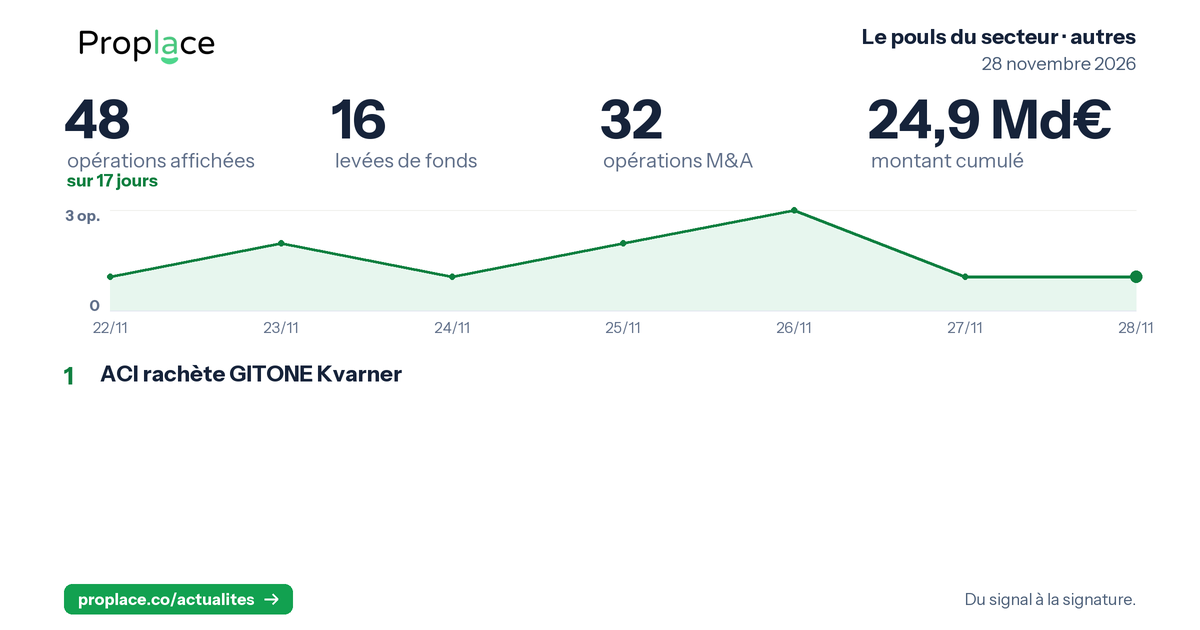 Proplace
Le pouls du secteur · autres
28 novembre 2026
48
opérations affichées
sur 17 jours
16
levées de fonds
32
opérations M&A
24,9 Md€
montant cumulé
3 op.
0
22/11
23/11
24/11
25/11
26/11
27/11
28/11
1 ACI rachète GITONE Kvarner
proplace.co/actualites →
Du signal à la signature.